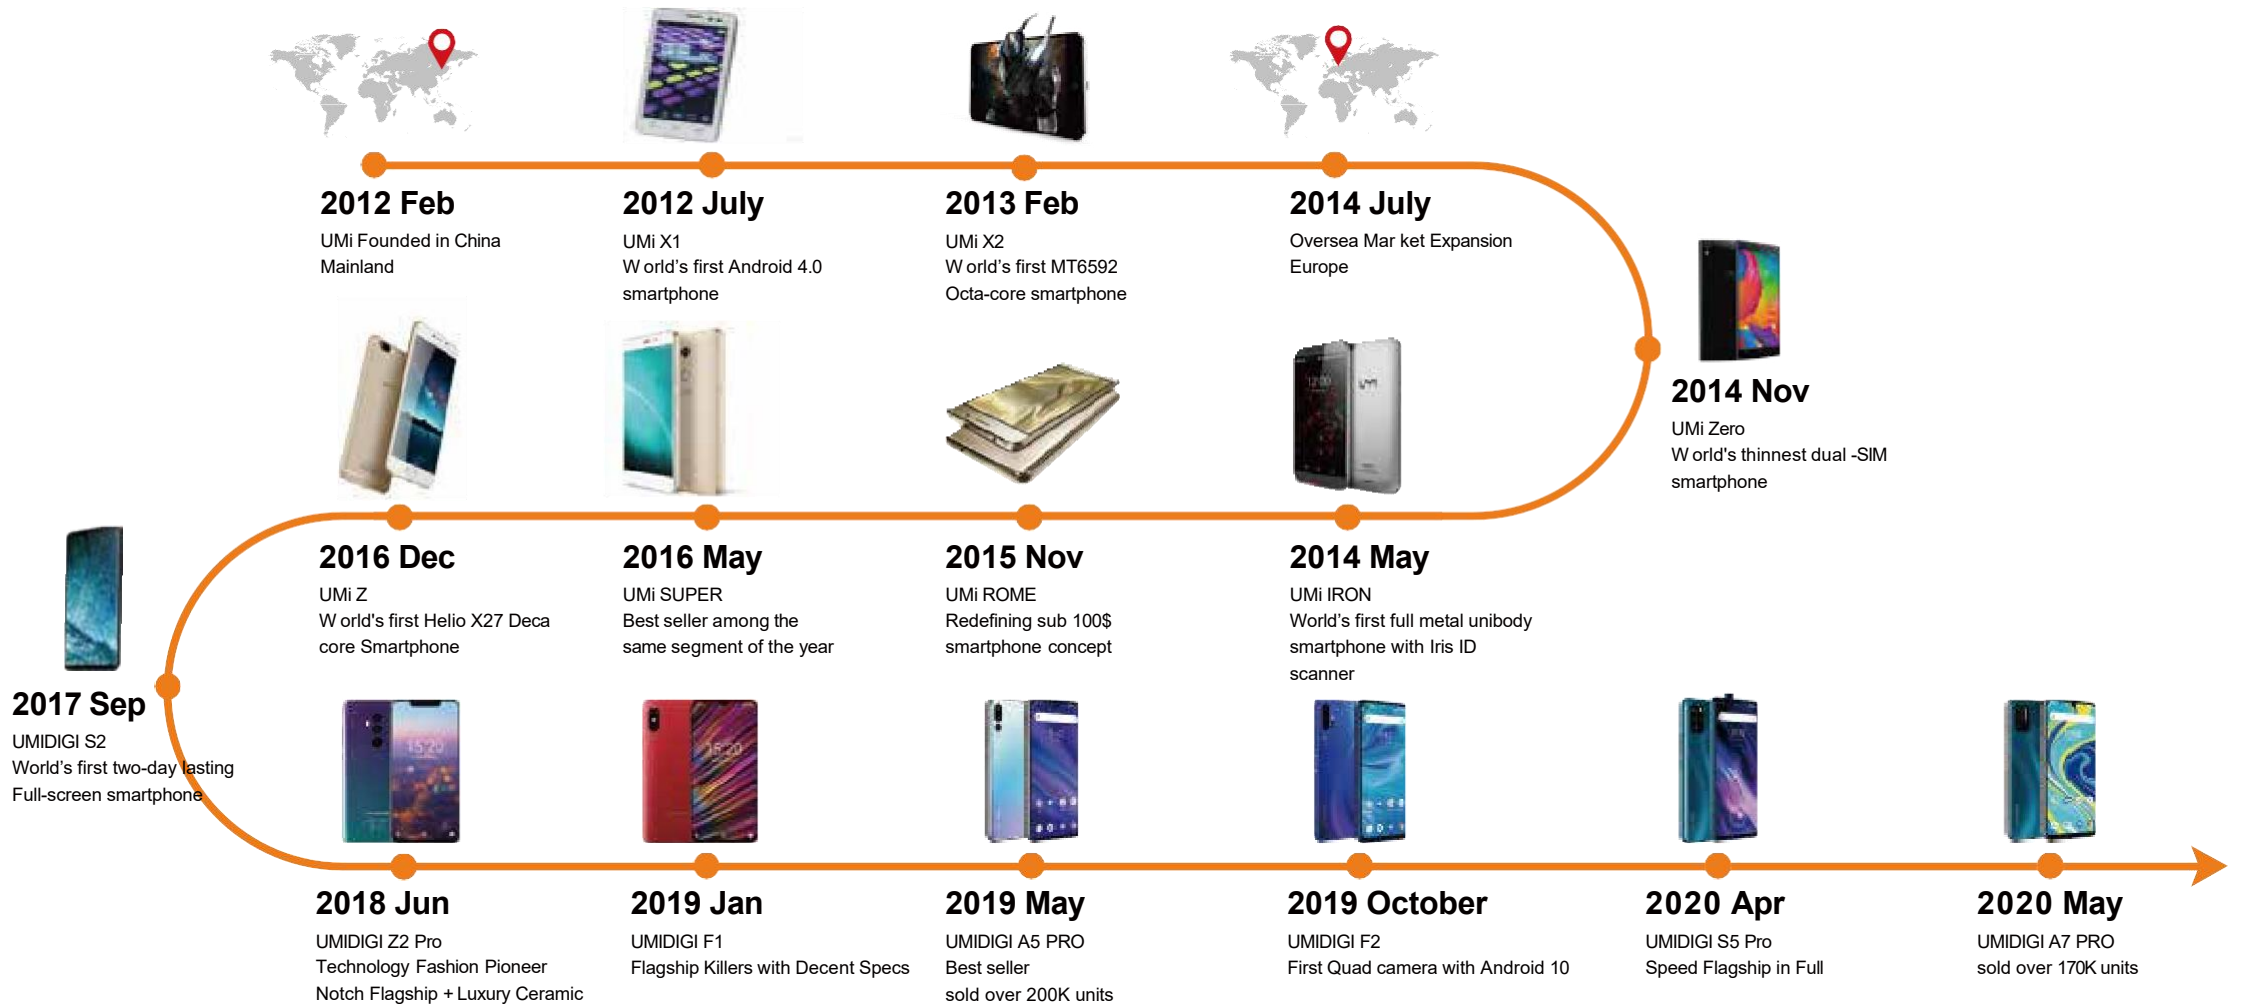 2012 Feb
UMi Founded in China
Mainland
2012 July
UMi X1
W orld’s first Android 4.0
smartphone
2013 Feb
UMi X2
W orld’s first MT6592
Octa-core smartphone
2014 July
Oversea Mar ket Expansion
Europe
2014 Nov
UMi Zero
W orld's thinnest dual -SIM
smartphone
2016 Dec
UMi Z
W orld's first Helio X27 Deca
core Smartphone
2016 May
UMi SUPER
Best seller among the
same segment of the year
2015 Nov
UMi ROME
Redefining sub 100$
smartphone concept
12:00
UMI
2014 May
UMi IRON
World’s first full metal unibody
smartphone with Iris ID
scanner
2017 Sep
UMIDIGI S2
World’s first two-day lasting
Full-screen smartphone
15:20
2018 Jun
UMIDIGI Z2 Pro
Technology Fashion Pioneer
Notch Flagship + Luxury Ceramic
15:20
2019 Jan
UMIDIGI F1
Flagship Killers with Decent Specs
2019 May
UMIDIGI A5 PRO
Best seller
sold over 200K units
2019 October
UMIDIGI F2
First Quad camera with Android 10
2020 Apr
UMIDIGI S5 Pro
Speed Flagship in Full
2020 May
UMIDIGI A7 PRO
sold over 170K units